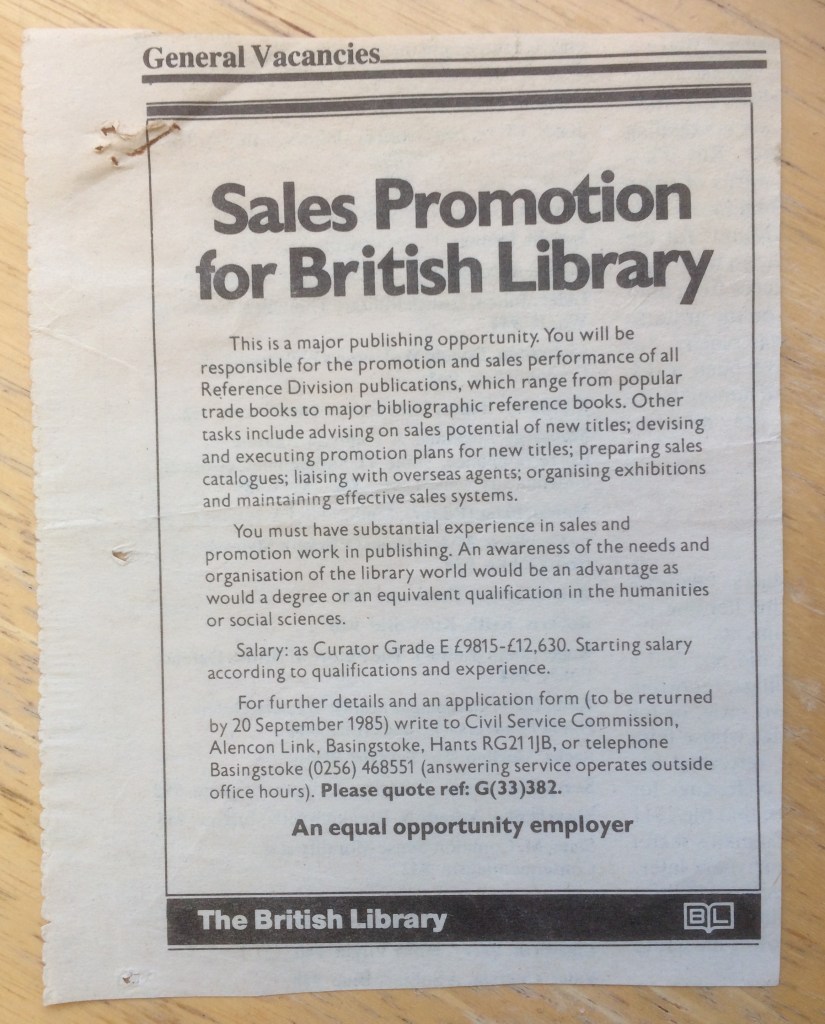 General Vacancies
Sales Promotion
for British Library
This is a major publishing opportunity. You will be
responsible for the promotion and sales performance of all
Reference Division publications, which range from popular
trade books to major bibliographic reference books. Other
tasks include advising on sales potential of new titles; devising
and executing promotion plans for new titles; preparing sales
catalogues; liaising with overseas agents; organising exhibitions
and maintaining effective sales systems.
You must have substantial experience in sales and
promotion work in publishing. An awareness of the needs and
organisation of the library world would be an advantage as
would a degree or an equivalent qualification in the humanities
or social sciences.
Salary: as Curator Grade E £9815-£12,630. Starting salary
according to qualifications and experience.
For further details and an application form (to be returned
by 20 September 1985) write to Civil Service Commission,
Alencon Link, Basingstoke, Hants RG21 1JB, or telephone
Basingstoke (0256) 468551 (answering service operates outside
office hours). Please quote ref: G(33)382.
An equal opportunity employer
The British Library BL